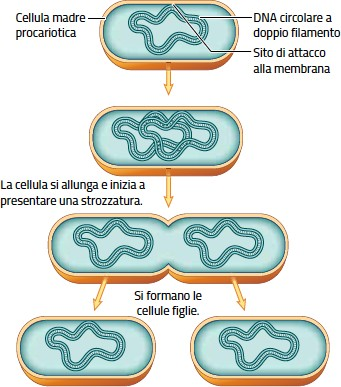 Cellula madre
procariotica
DNA circolare a
doppio filamento
Sito di attacco
alla membrana
La cellula si allunga e inizia a
presentare una strozzatura.
Si formano le
cellule figlie.